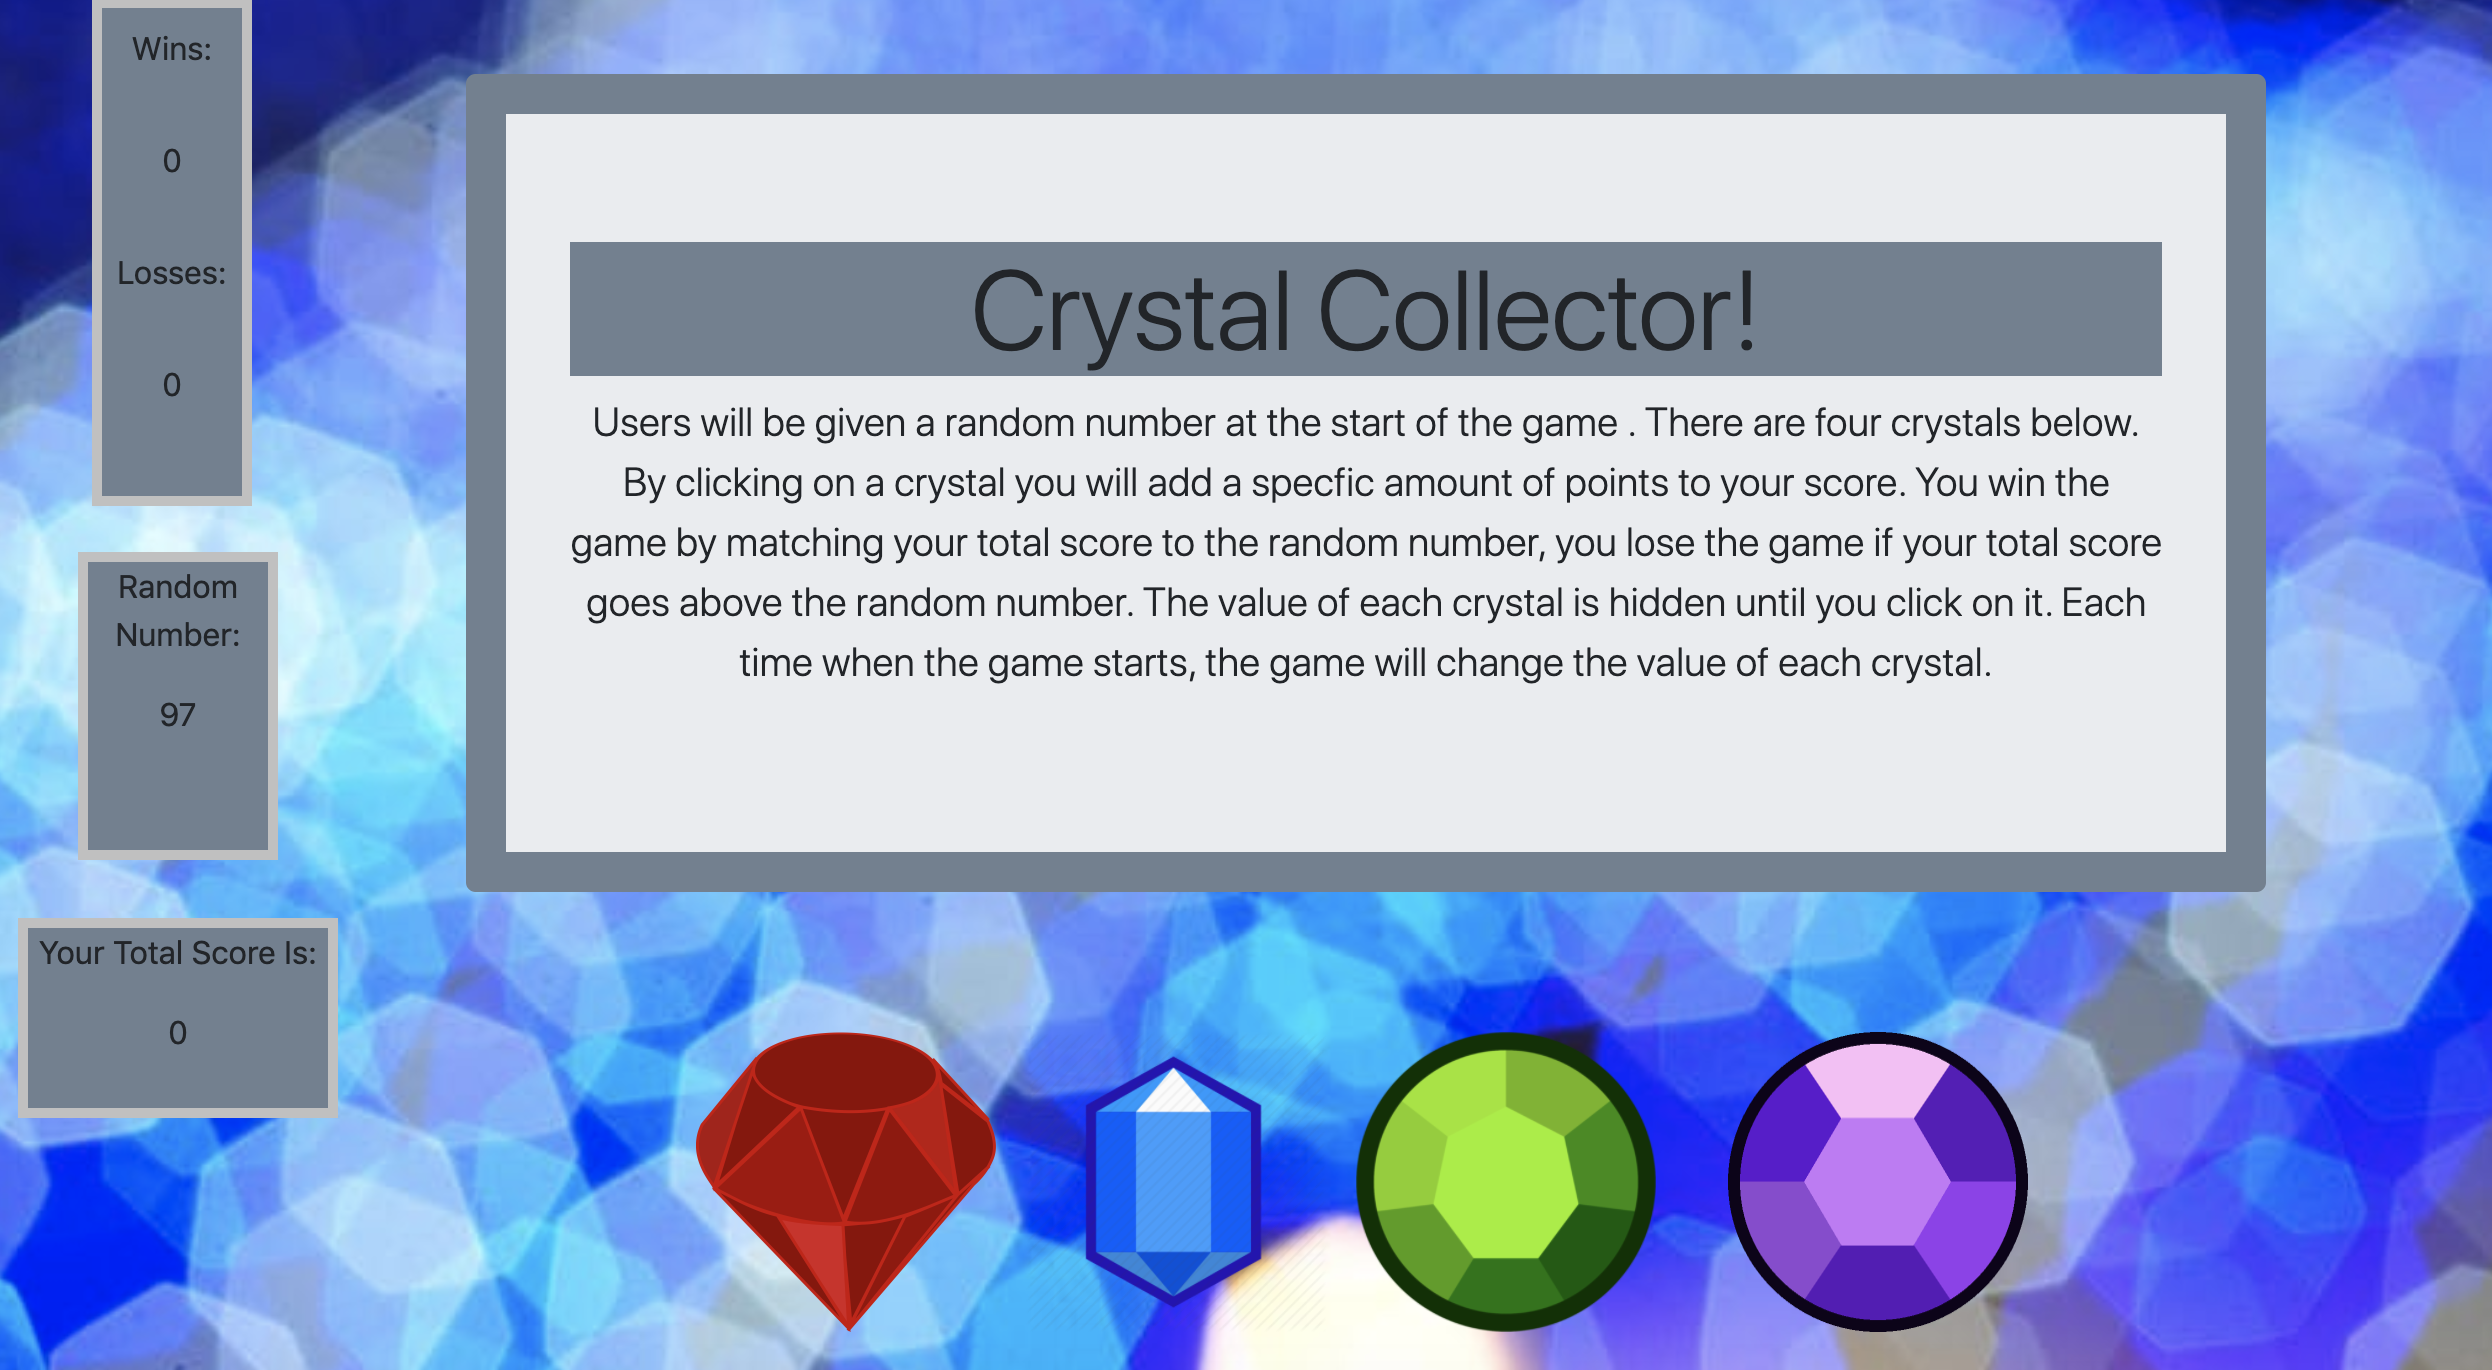 Wins:
0
Losses:
0
Random
Number:
97
Your Total Score Is:
0
Crystal Collector!
Users will be given a random number at the start of the game . There are four crystals below.
By clicking on a crystal you will add a specfic amount of points to your score. You win the
game by matching your total score to the random number, you lose the game if your total score
goes above the random number. The value of each crystal is hidden until you click on it. Each
time when the game starts, the game will change the value of each crystal.